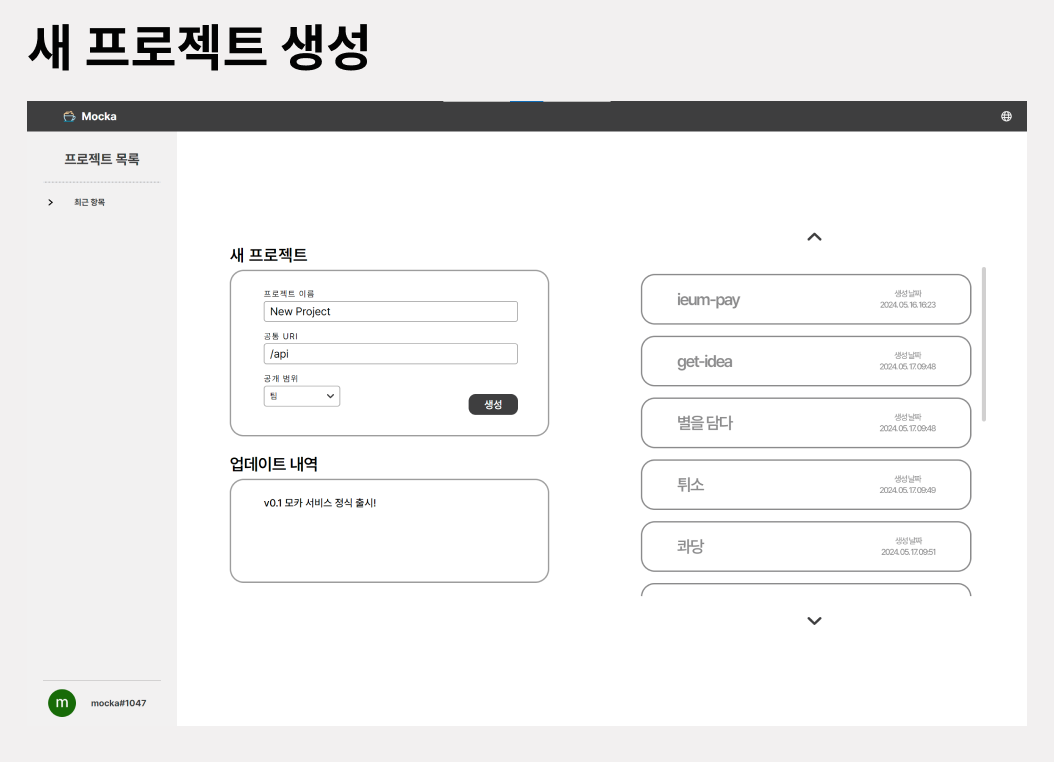 새 프로젝트 생성
Mocka
프로젝트 목록
최근 항목
새 프로젝트
프로젝트 이름
New Project
공통 URI
/api
공개 범위
팀
생성
업데이트 내역
v0.1 모카 서비스 정식 출시!
ieum-pay
생성날짜
2024.05.16.16:23
get-idea
생성날짜
2024.05.17.09:48
별을 담다
생성날짜
2024.05.17.09:48
튀소
생성날짜
2024.05.17.09:49
콰당
생성날짜
2024.05.17.09:51
m
mocka#1047